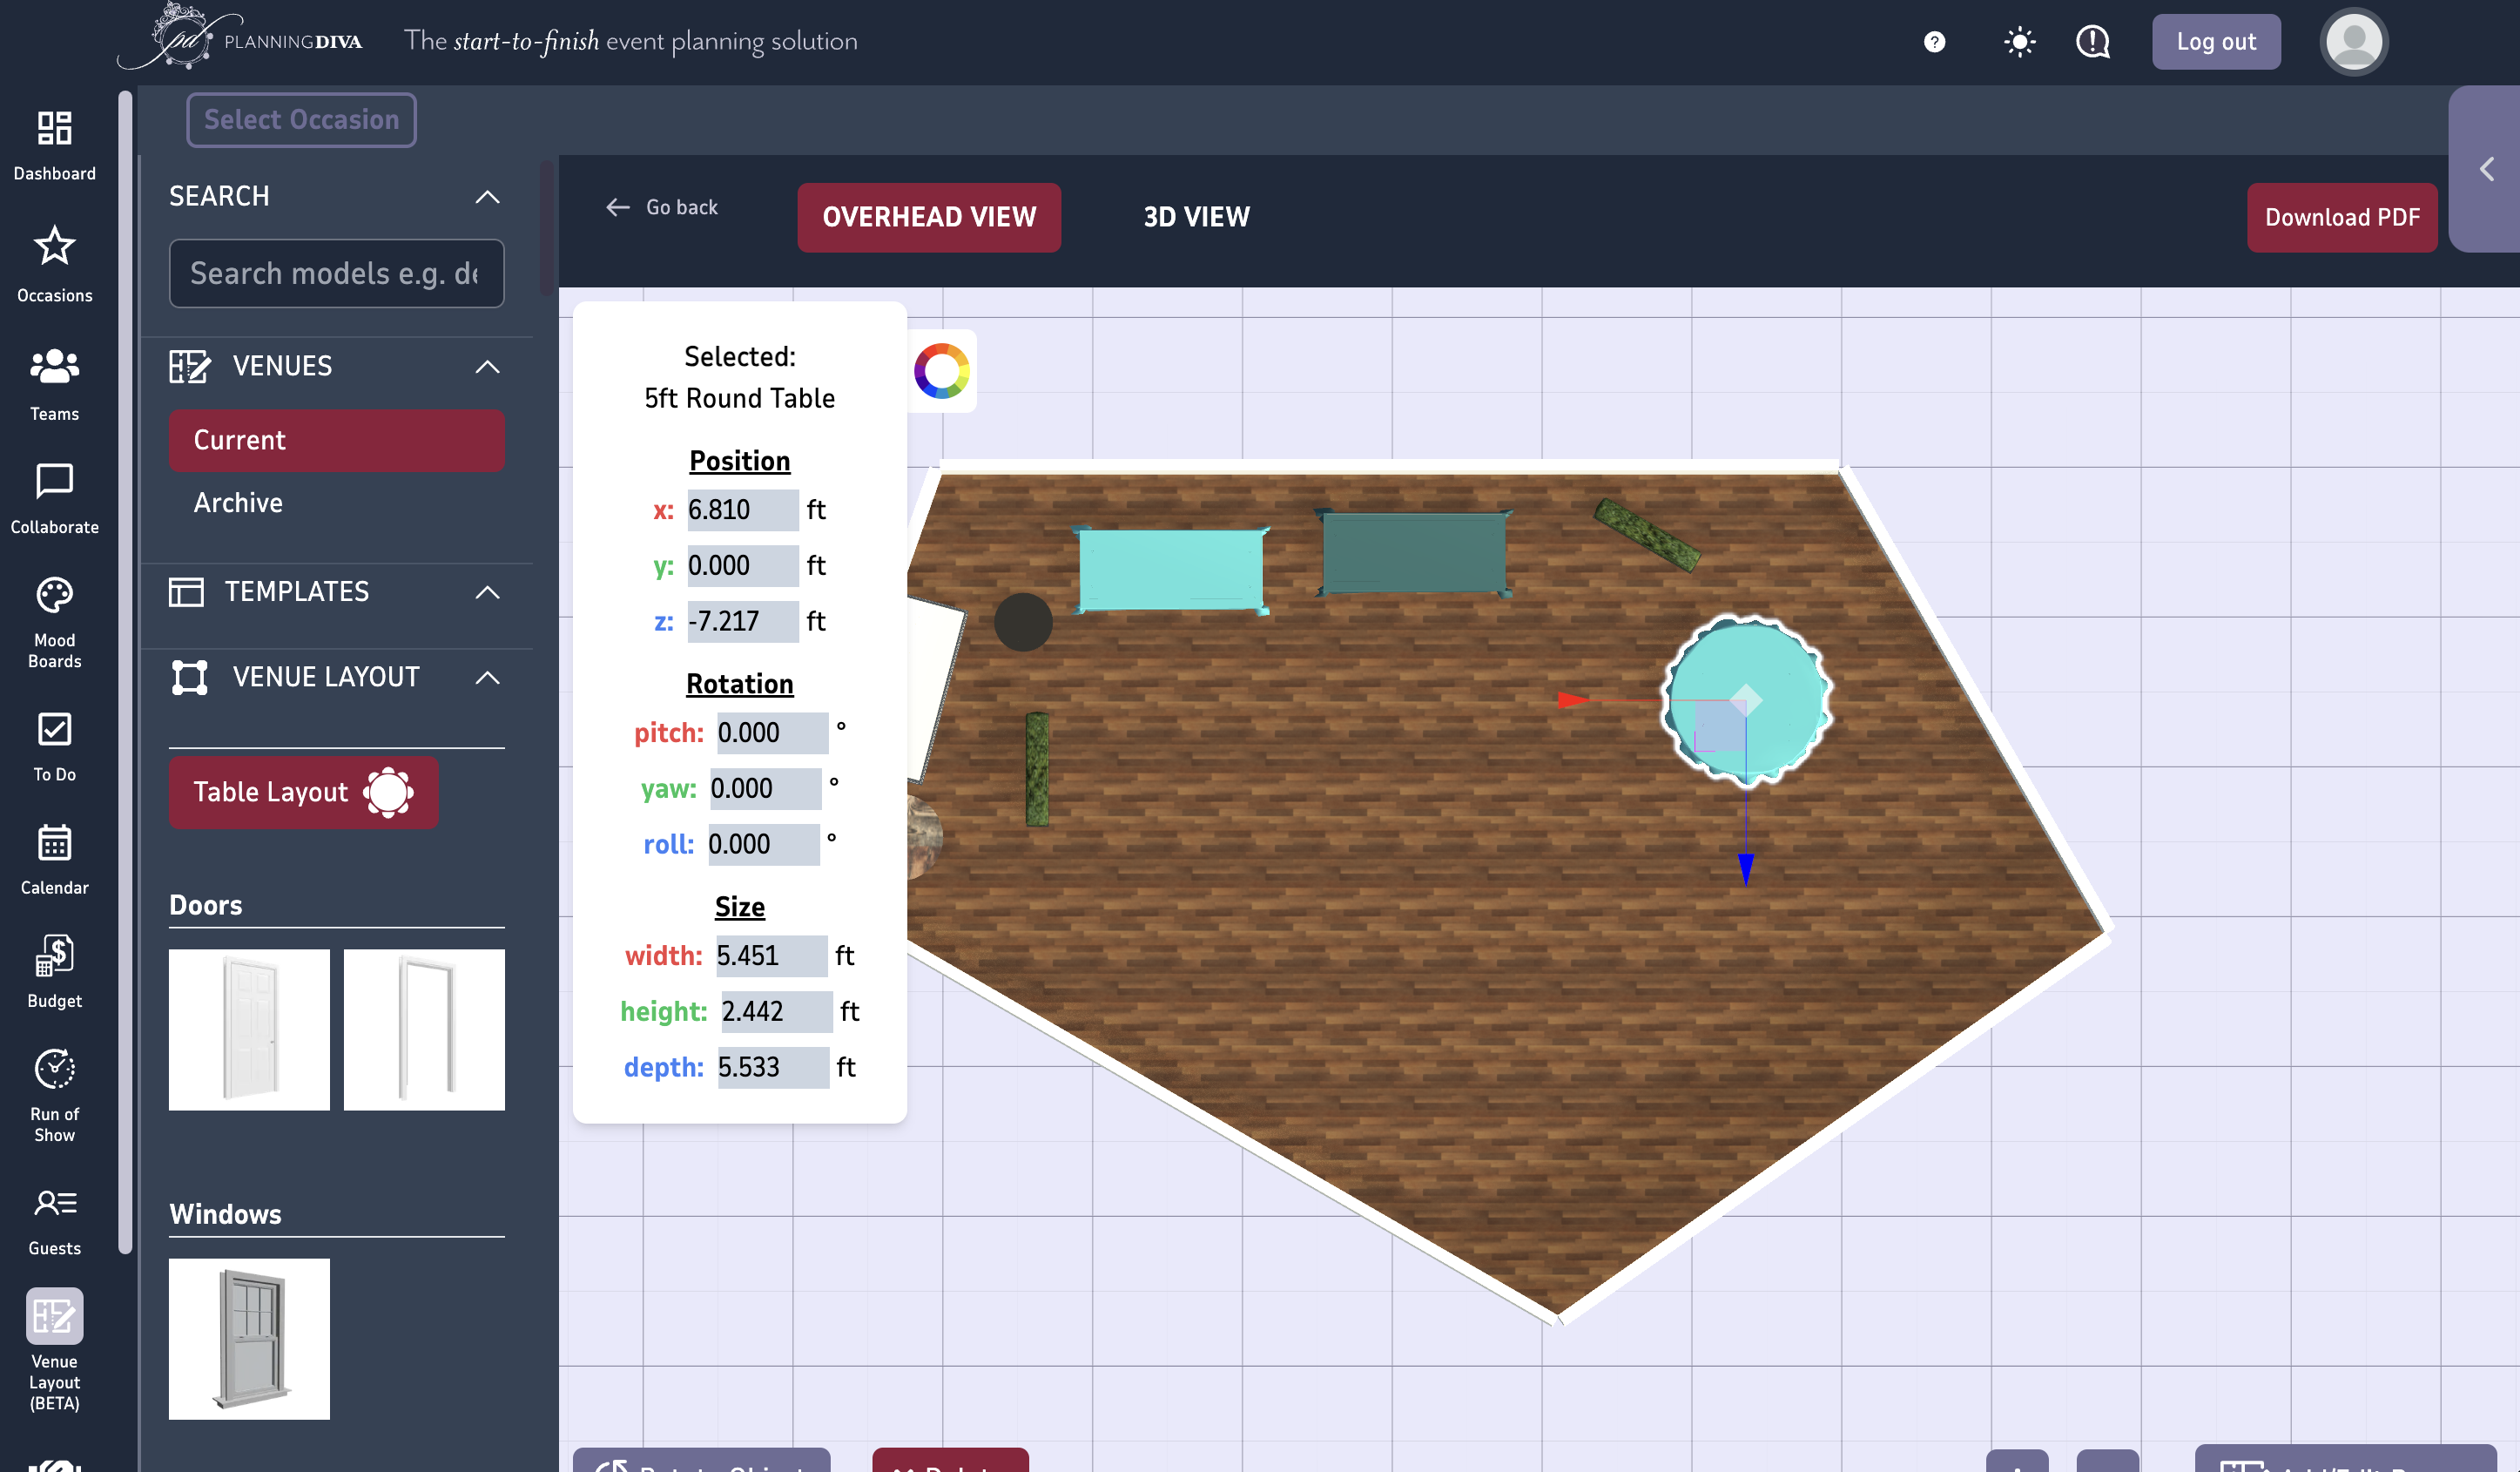 pd PLANNINGDIVA
The start-to-finish event planning solution
?
Log out
Dashboard
Occasions
Teams
Collaborate
Mood
Boards
To Do
Calendar
Budget
Run of
Show
Guests
Venue
Layout
(BETA)
Select Occasion
SEARCH
Search models e.g. de
VENUES
Current
Archive
TEMPLATES
VENUE LAYOUT
Table Layout
Doors
Windows
Go back
OVERHEAD VIEW
3D VIEW
Download PDF
Selected:
5ft Round Table
Position
x: 6.810 ft
y: 0.000 ft
z: -7.217 ft
Rotation
pitch: 0.000 °
yaw: 0.000 °
roll: 0.000 °
Size
width: 5.451 ft
height: 2.442 ft
depth: 5.533 ft